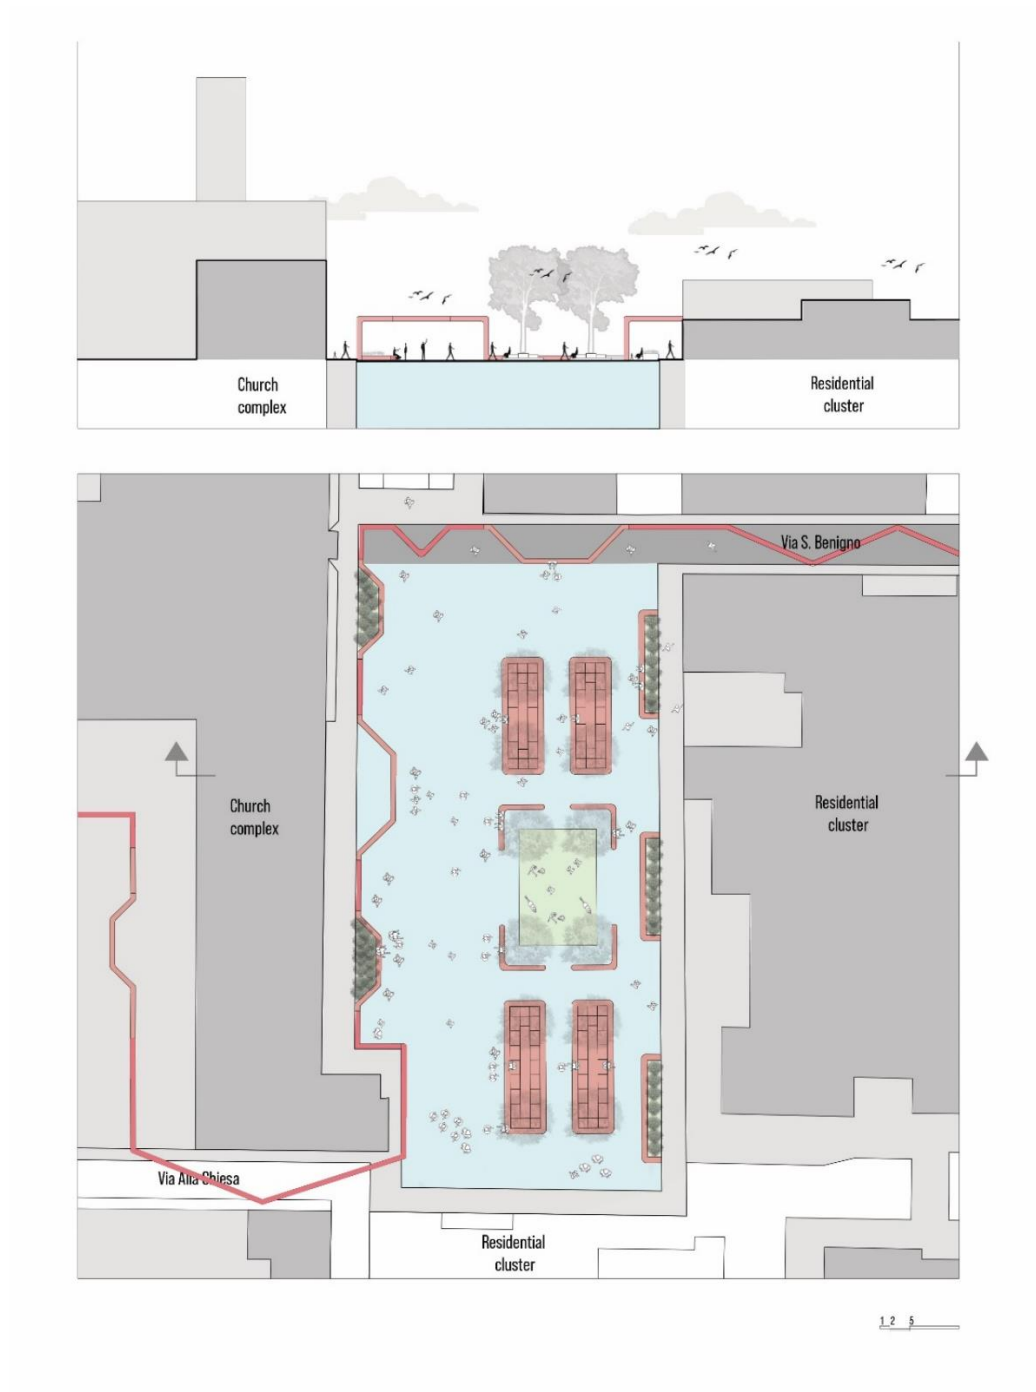 Church
complex
Residential
cluster
Via S. Benigno
Church
complex
Residential
cluster
Via Alla Chiesa
Residential
cluster
1 2 5